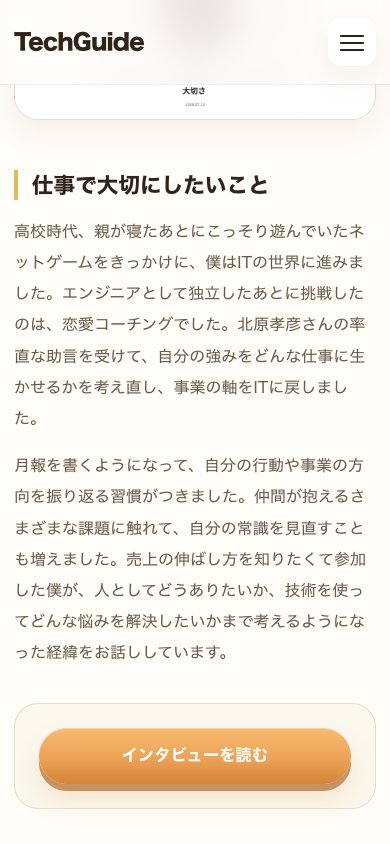 TechGuide
大切さ
仕事で大切にしたいこと
高校時代、親が寝たあとにこっそり遊んでいたネ
ットゲームをきっかけに、僕はITの世界に進みま
した。エンジニアとして独立したあとに挑戦した
のは、恋愛コーチングでした。北原孝彦さんの率
直な助言を受けて、自分の強みをどんな仕事に生
かせるかを考え直し、事業の軸をITに戻しまし
た。
月報を書くようになって、自分の行動や事業の方
向を振り返る習慣がつきました。仲間が抱えるさ
まざまな課題に触れて、自分の常識を見直すこと
も増えました。売上の伸ばし方を知りたくて参加
した僕が、人としてどうありたいか、技術を使っ
てどんな悩みを解決したいかまで考えるようにな
った経緯をお話ししています。
インタビューを読む